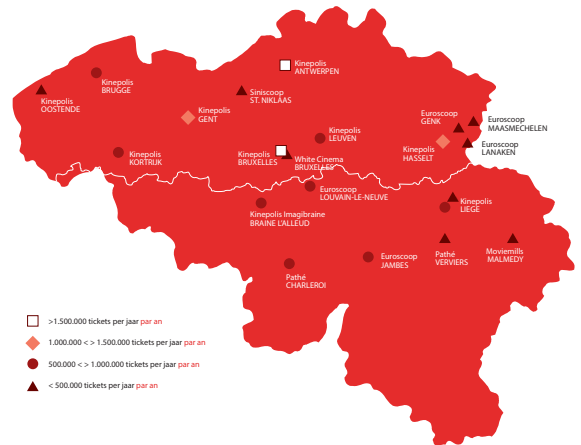 Kinepolis
ANTWERPEN
Kinepolis
BRUGGE
Kinepolis
OOSTENDE
Siniscoop
ST. NIKLAAS
Kinepolis
GENT
Euroscoop
GENK
Euroscoop
MAASMECHELEN
Kinepolis
LEUVEN
Kinepolis
HASSELT
Euroscoop
LANAKEN
Kinepolis
KORTRIJK
Kinepolis
BRUXELLES
White Cinema
BRUXELLES
Euroscoop
LOUVAIN-LE-NEUVE
Kinepolis
LIEGE
Kinepolis Imagibraine
BRAINE L'ALLEUD
Euroscoop
JAMBES
Pathé
VERVIERS
Moviemills
MALMEDY
Pathé
CHARLEROI
>1.500.000 tickets per jaar par an
1.000.000 < > 1.500.000 tickets per jaar par an
500.000 < > 1.000.000 tickets per jaar par an
< 500.000 tickets per jaar par an